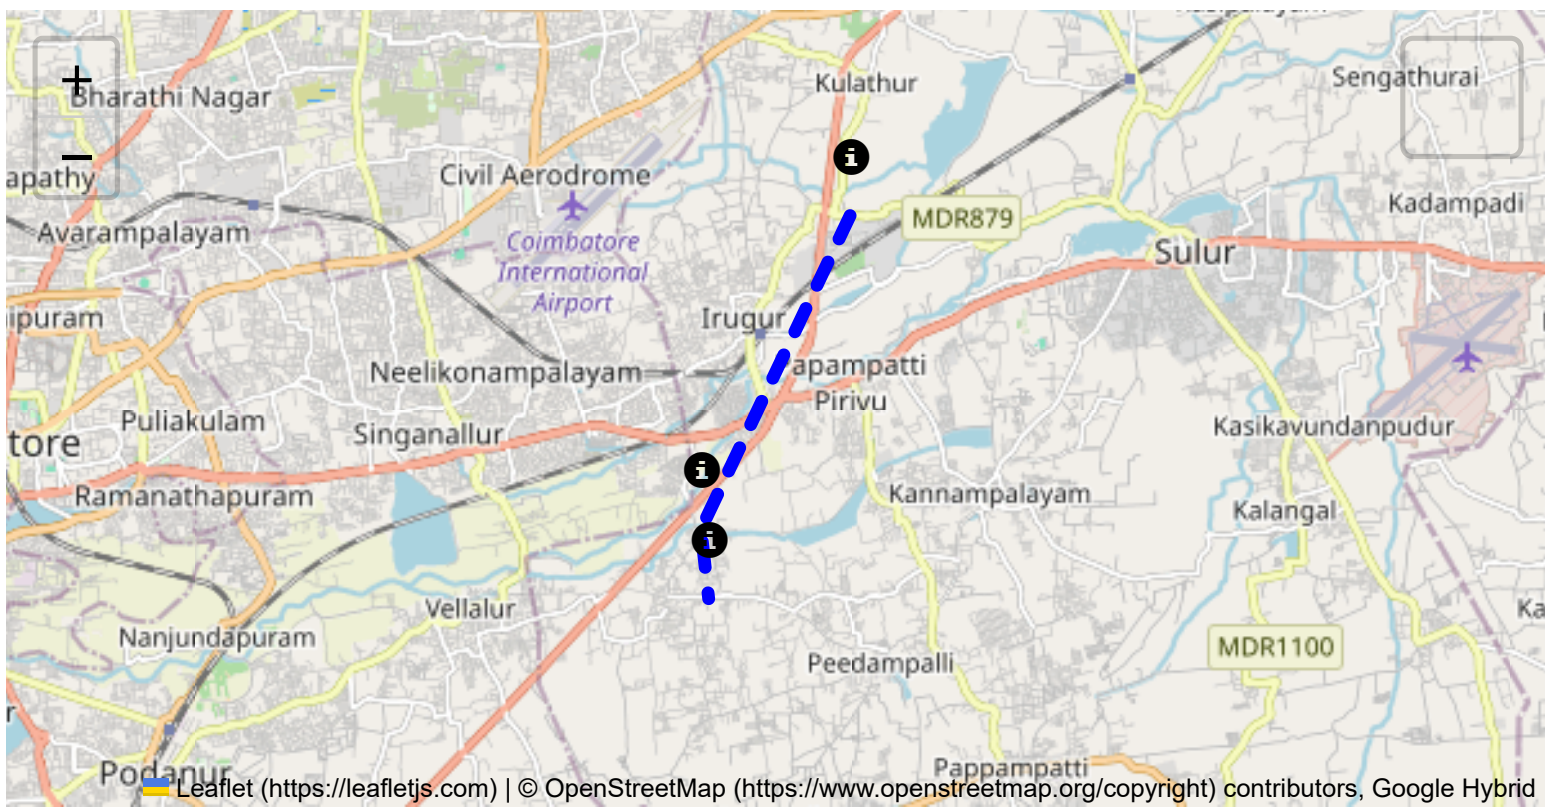 Kulathur
Sengathurai
+
Bharathi Nagar
−
apathy
Civil Aerodrome
Kadampadi
MDR879
Avarampalayam
Coimbatore
International
Airport
Sulur
ipuram
Irugur
Neelikonampalayam
apampatti
Pirivu
Puliakulam
tore
Singanallur
Kasikavundanpudur
Ramanathapuram
Kannampalayam
Kalangal
Vellalur
Ka
Nanjundapuram
MDR1100
Peedampalli
r
Podanur
Pappampatti
Leaflet (https://leafletjs.com) | © OpenStreetMap (https://www.openstreetmap.org/copyright) contributors, Google Hybrid